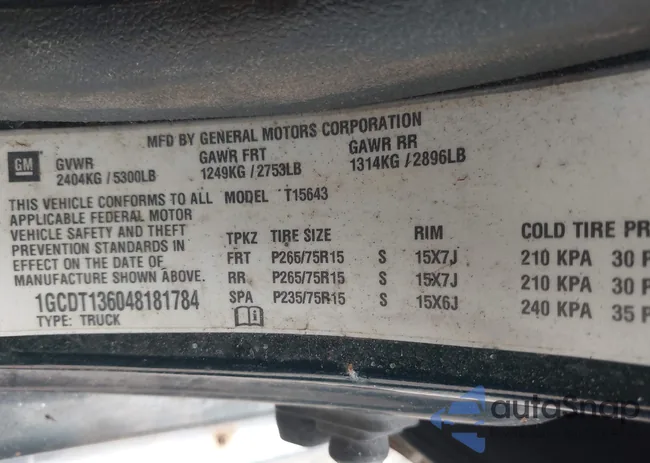 MFD BY GENERAL MOTORS CORPORATION
GM GVWR GAWR FRT GAWR RR
2404KG / 5300LB 1249KG / 2753LB 1314KG / 2896LB
THIS VEHICLE CONFORMS TO ALL MODEL T15643
APPLICABLE FEDERAL MOTOR
VEHICLE SAFETY AND THEFT TPKZ TIRE SIZE RIM COLD TIRE PR
PREVENTION STANDARDS IN FRT P265/75R15 S 15X7J 210 KPA 30 P
EFFECT ON THE DATE OF RR P265/75R15 S 15X7J 210 KPA 30 P
MANUFACTURE SHOWN ABOVE. SPA P235/75R15 S 15X6J 240 KPA 35 P
1GCDT136048181784
TYPE: TRUCK
autoSnap
Powered by Ravin